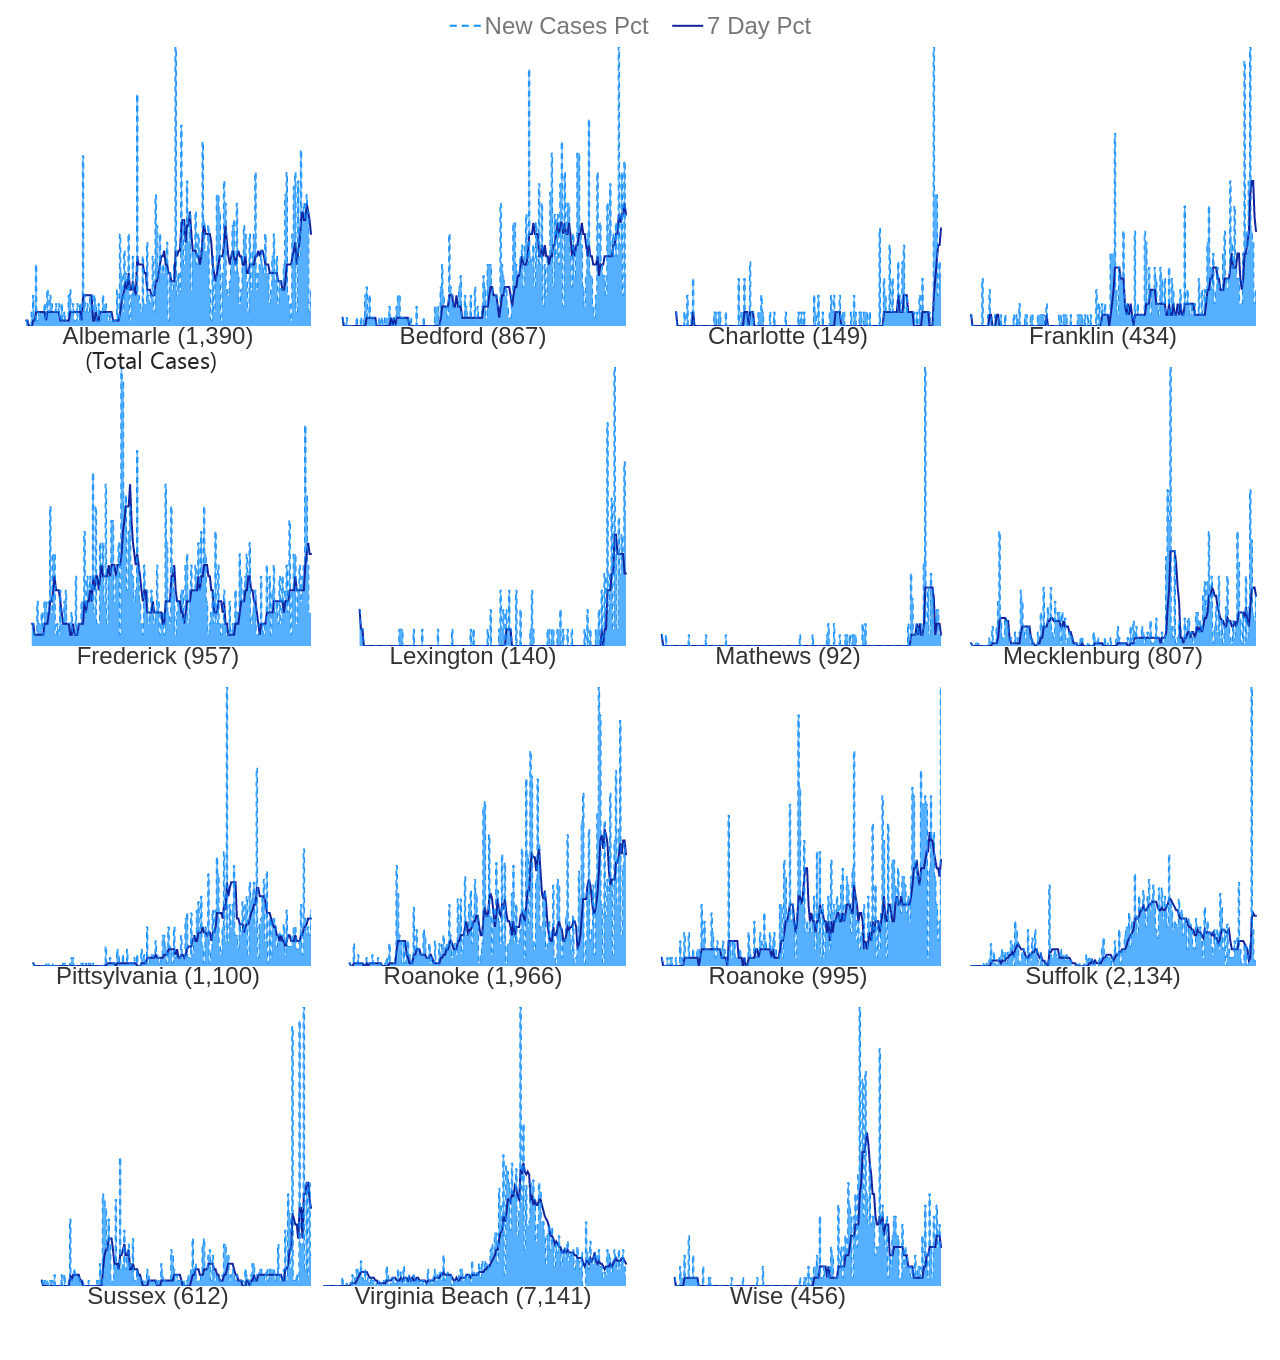 New Cases Pct 7 Day Pct
Albemarle (1,390) Bedford (867) Charlotte (149) Franklin (434)
(Total Cases)
Frederick (957) Lexington (140) Mathews (92) Mecklenburg (807)
Pittsylvania (1,100) Roanoke (1,966) Roanoke (995) Suffolk (2,134)
Sussex (612) Virginia Beach (7,141) Wise (456)